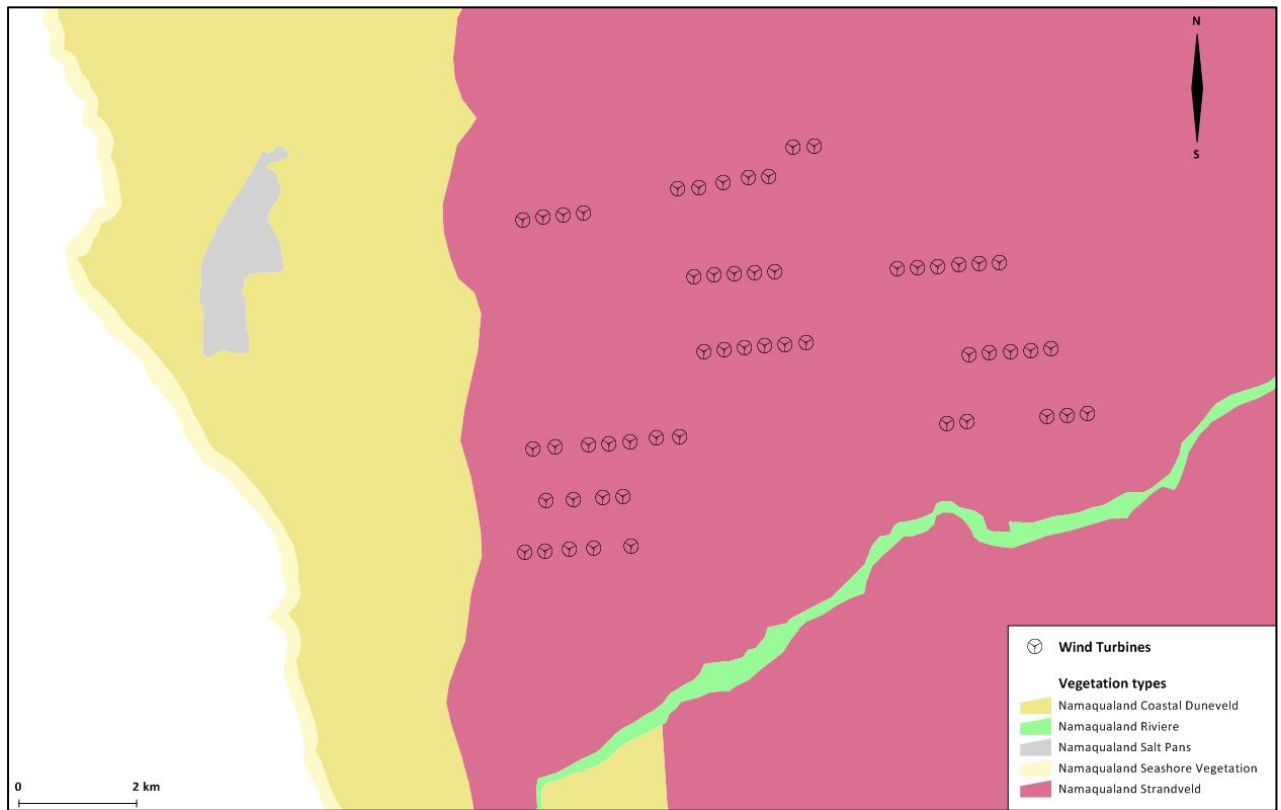 N
S
Wind Turbines
Vegetation types
Namaqualand Coastal Duneveld
Namaqualand Riviere
Namaqualand Salt Pans
Namaqualand Seashore Vegetation
Namaqualand Strandveld
0 2 km